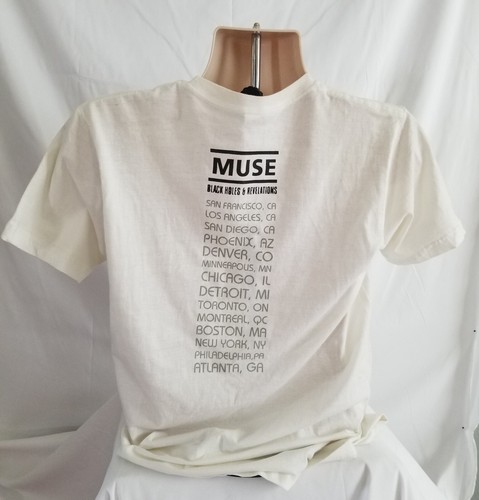 MUSE
BLACK HOLES & REVELATIONS
SAN FRANCISCO, CA
LOS ANGELES, CA
SAN DIEGO, CA
PHOENIX, AZ
DENVER, CO
MINNEAPOLIS, MN
CHICAGO, IL
DETROIT, MI
TORONTO, ON
MONTREAL, QC
BOSTON, MA
NEW YORK, NY
PHILADELPHIA,PA
ATLANTA, GA